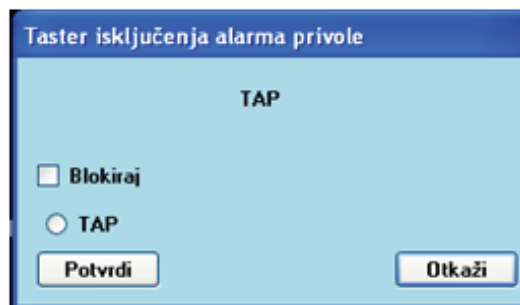 Taster isključenja alarma privole
TAP
Blokiraj
TAP
Potvrdi Otkaži